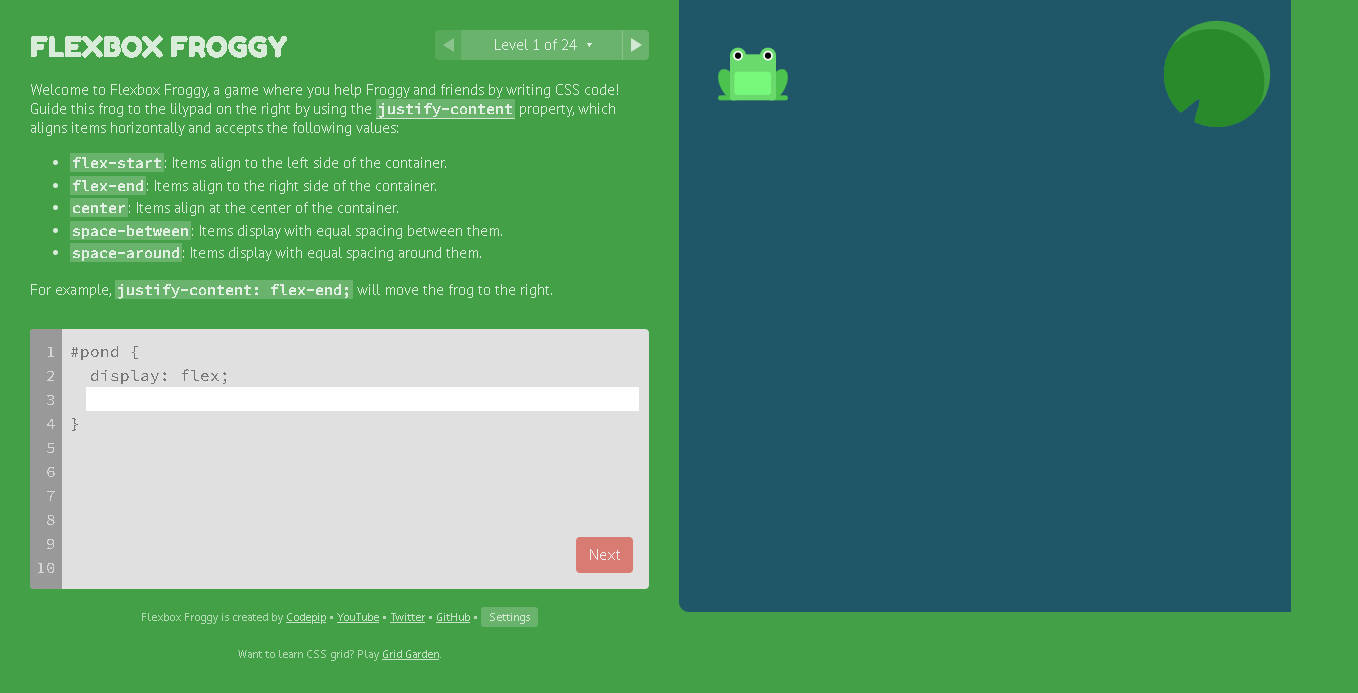 FLEXBOX FROGGY
Level 1 of 24
Welcome to Flexbox Froggy, a game where you help Froggy and friends by writing CSS code!
Guide this frog to the lilypad on the right by using the justify-content property, which
aligns items horizontally and accepts the following values:
• flex-start: Items align to the left side of the container.
• flex-end: Items align to the right side of the container.
• center: Items align at the center of the container.
• space-between: Items display with equal spacing between them.
• space-around: Items display with equal spacing around them.
For example, justify-content: flex-end; will move the frog to the right.
1 #pond {
2 display: flex;
3
4 }
5
6
7
8
9
10
Next
Flexbox Froggy is created by Codepip • YouTube • Twitter • GitHub • Settings
Want to learn CSS grid? Play Grid Garden.